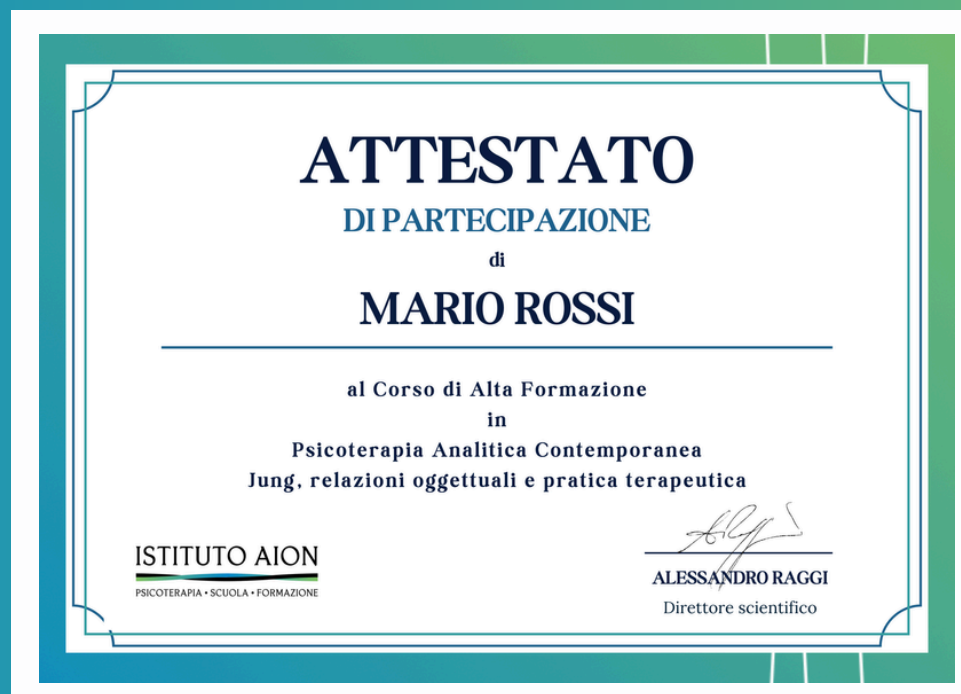 ATTESTATO
DI PARTECIPAZIONE
di
MARIO ROSSI
al Corso di Alta Formazione
in
Psicoterapia Analitica Contemporanea
Jung, relazioni oggettuali e pratica terapeutica
ISTITUTO AION
PSICOTERAPIA • SCUOLA • FORMAZIONE
ALESSANDRO RAGGI
Direttore scientifico